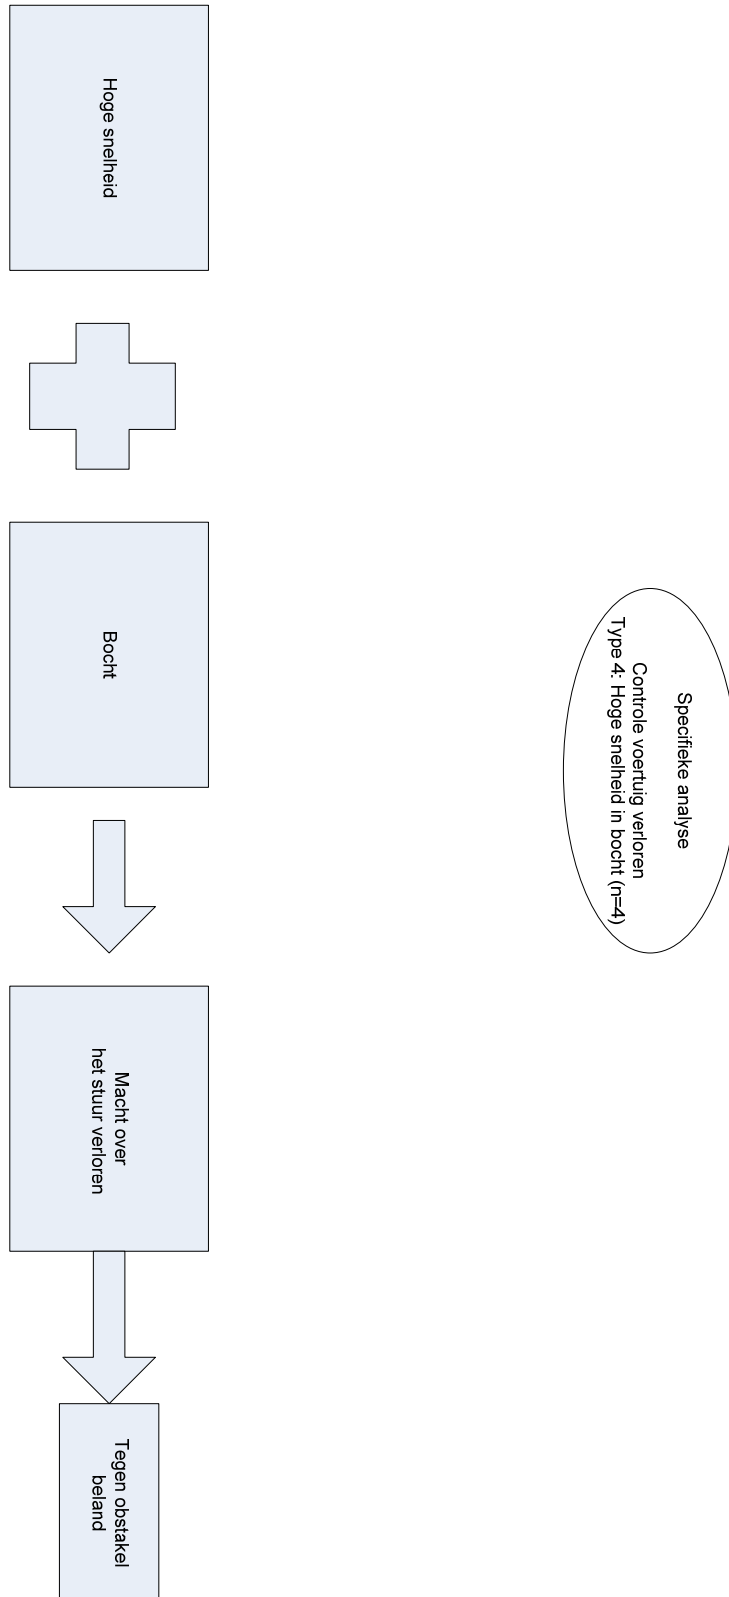 Specifieke analyse
Controle voertuig verloren
Type 4: Hoge snelheid in bocht (n=4)
Hoge snelheid
Bocht
Macht over
het stuur verloren
Tegen obstakel
beland